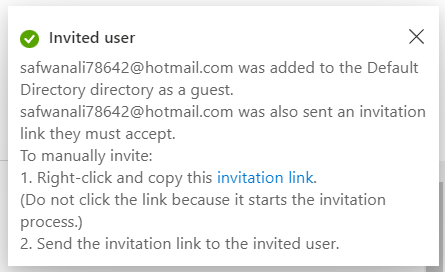 Invited user
safwanali78642@hotmail.com was added to the Default
Directory directory as a guest.
safwanali78642@hotmail.com was also sent an invitation
link they must accept.
To manually invite:
1. Right-click and copy this invitation link.
(Do not click the link because it starts the invitation
process.)
2. Send the invitation link to the invited user.